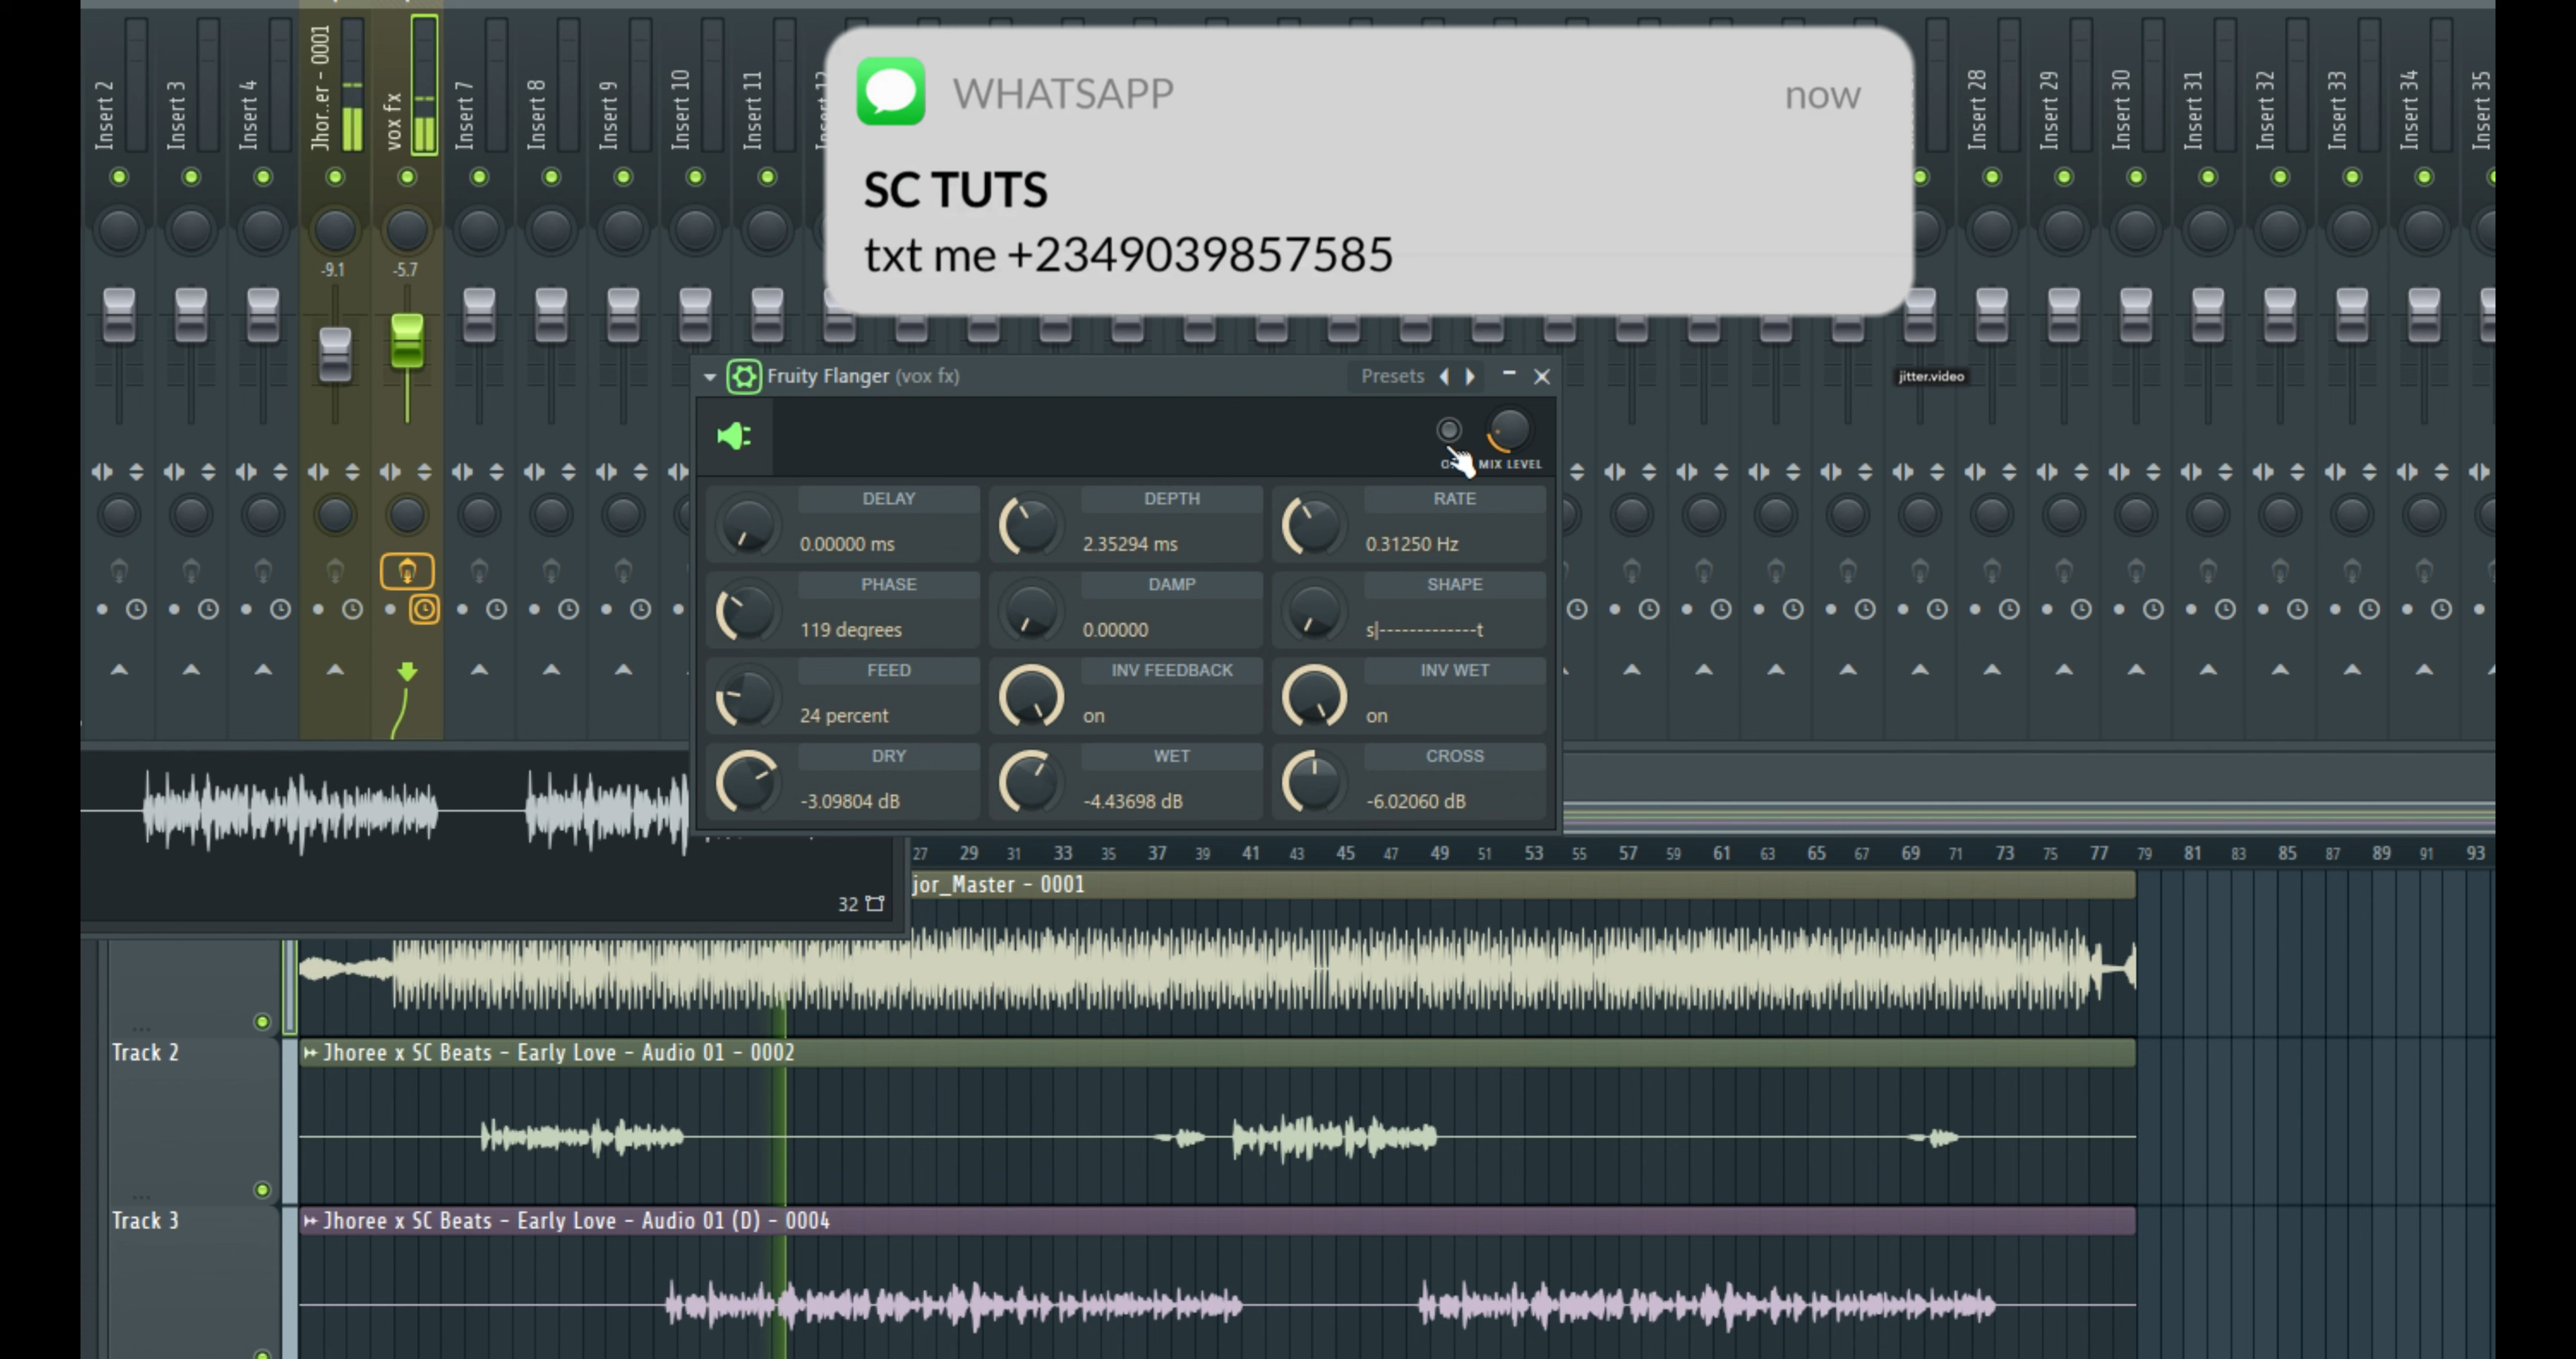 Insert 2
Insert 3
Insert 4
Jhor..er - 0001
vox fx
Insert 7
Insert 8
Insert 9
Insert 10
Insert 11
Insert 28
Insert 29
Insert 30
Insert 31
Insert 32
Insert 33
Insert 34
Insert 35
WHATSAPP now
SC TUTS
txt me +2349039857585
-9.1 -5.7
Fruity Flanger (vox fx) Presets
jitter.video
MIX LEVEL
DELAY DEPTH RATE
0.00000 ms 2.35294 ms 0.31250 Hz
PHASE DAMP SHAPE
119 degrees 0.00000 s|-------------t
FEED INV FEEDBACK INV WET
24 percent on on
DRY WET CROSS
-3.09804 dB -4.43698 dB -6.02060 dB
27 29 31 33 35 37 39 41 43 45 47 49 51 53 55 57 59 61 63 65 67 69 71 73 75 77 79 81 83 85 87 89 91 93
jor_Master - 0001
32
Track 2
Jhoree x SC Beats - Early Love - Audio 01 - 0002
Track 3
Jhoree x SC Beats - Early Love - Audio 01 (D) - 0004